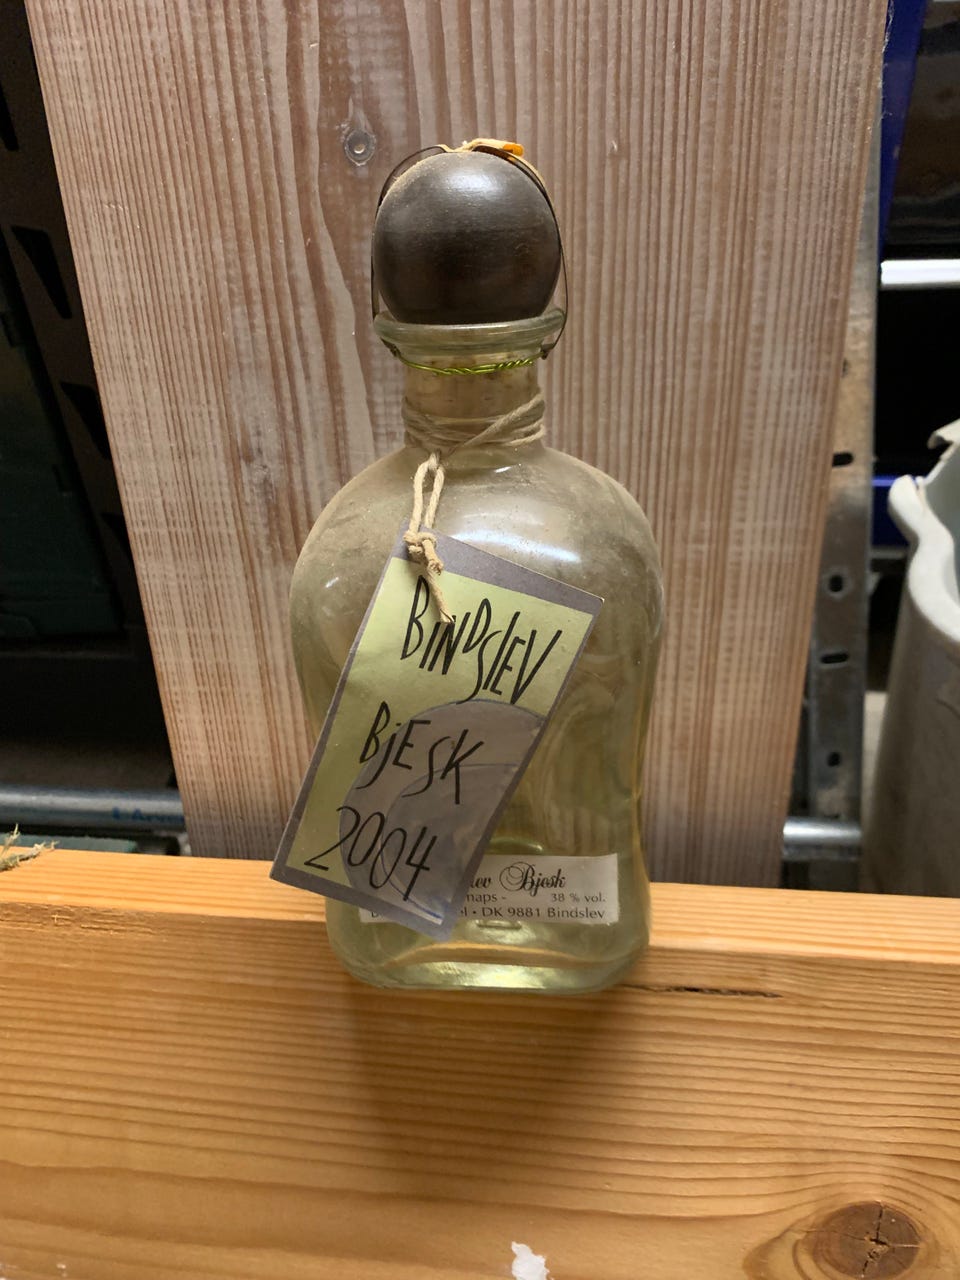 BINDSLEV
BjESK
2004
Bjesk
- 38 % vol.
• DK 9881 Bindslev